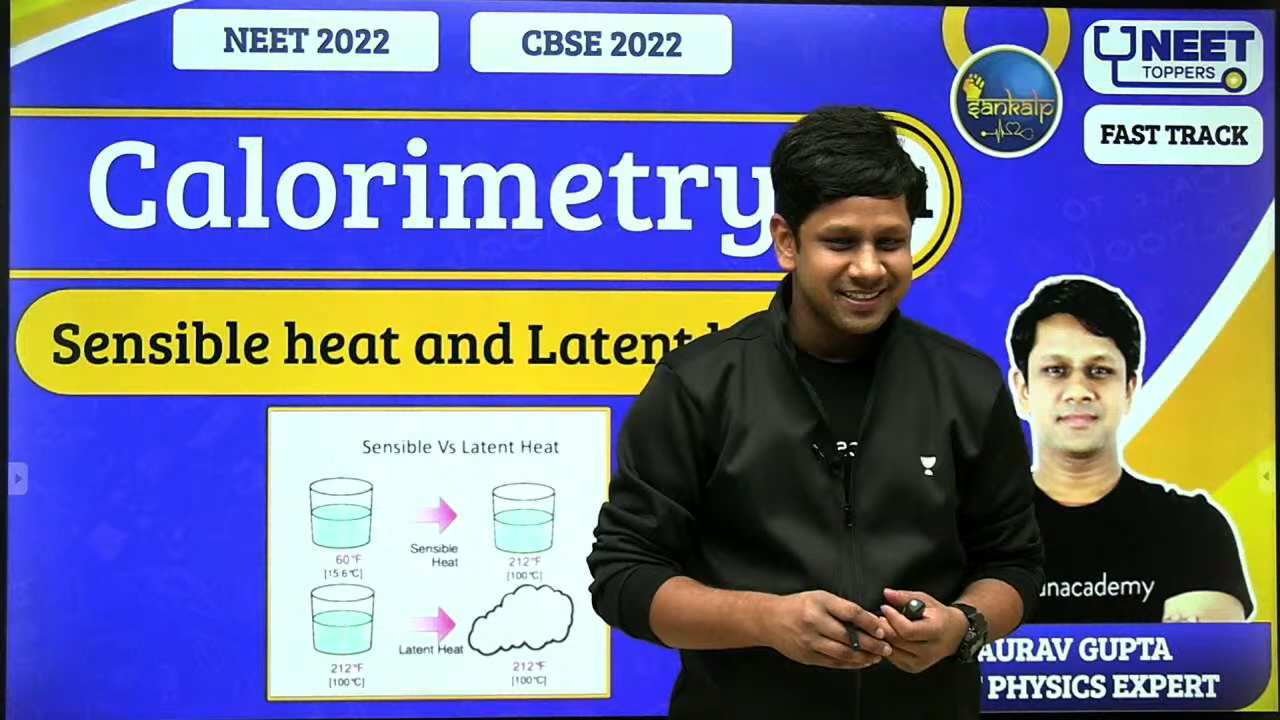 NEET 2022
CBSE 2022
sankalp
NEET
TOPPERS
FAST TRACK
Calorimetry
Sensible heat and Latent
Sensible Vs Latent Heat
60°F
[15.6°C]
Sensible
Heat
212°F
[100°C]
212°F
[100°C]
Latent Heat
212°F
[100°C]
unacademy
AURAV GUPTA
PHYSICS EXPERT